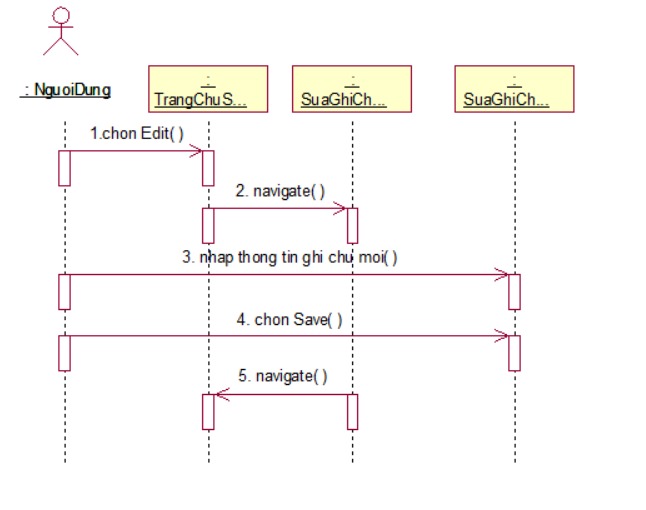 : NguoiDung
:
TrangChuS...
:
SuaGhiCh...
:
SuaGhiCh...
1.chon Edit( )
2. navigate( )
3. nhap thong tin ghi chu moi( )
4. chon Save( )
5. navigate( )